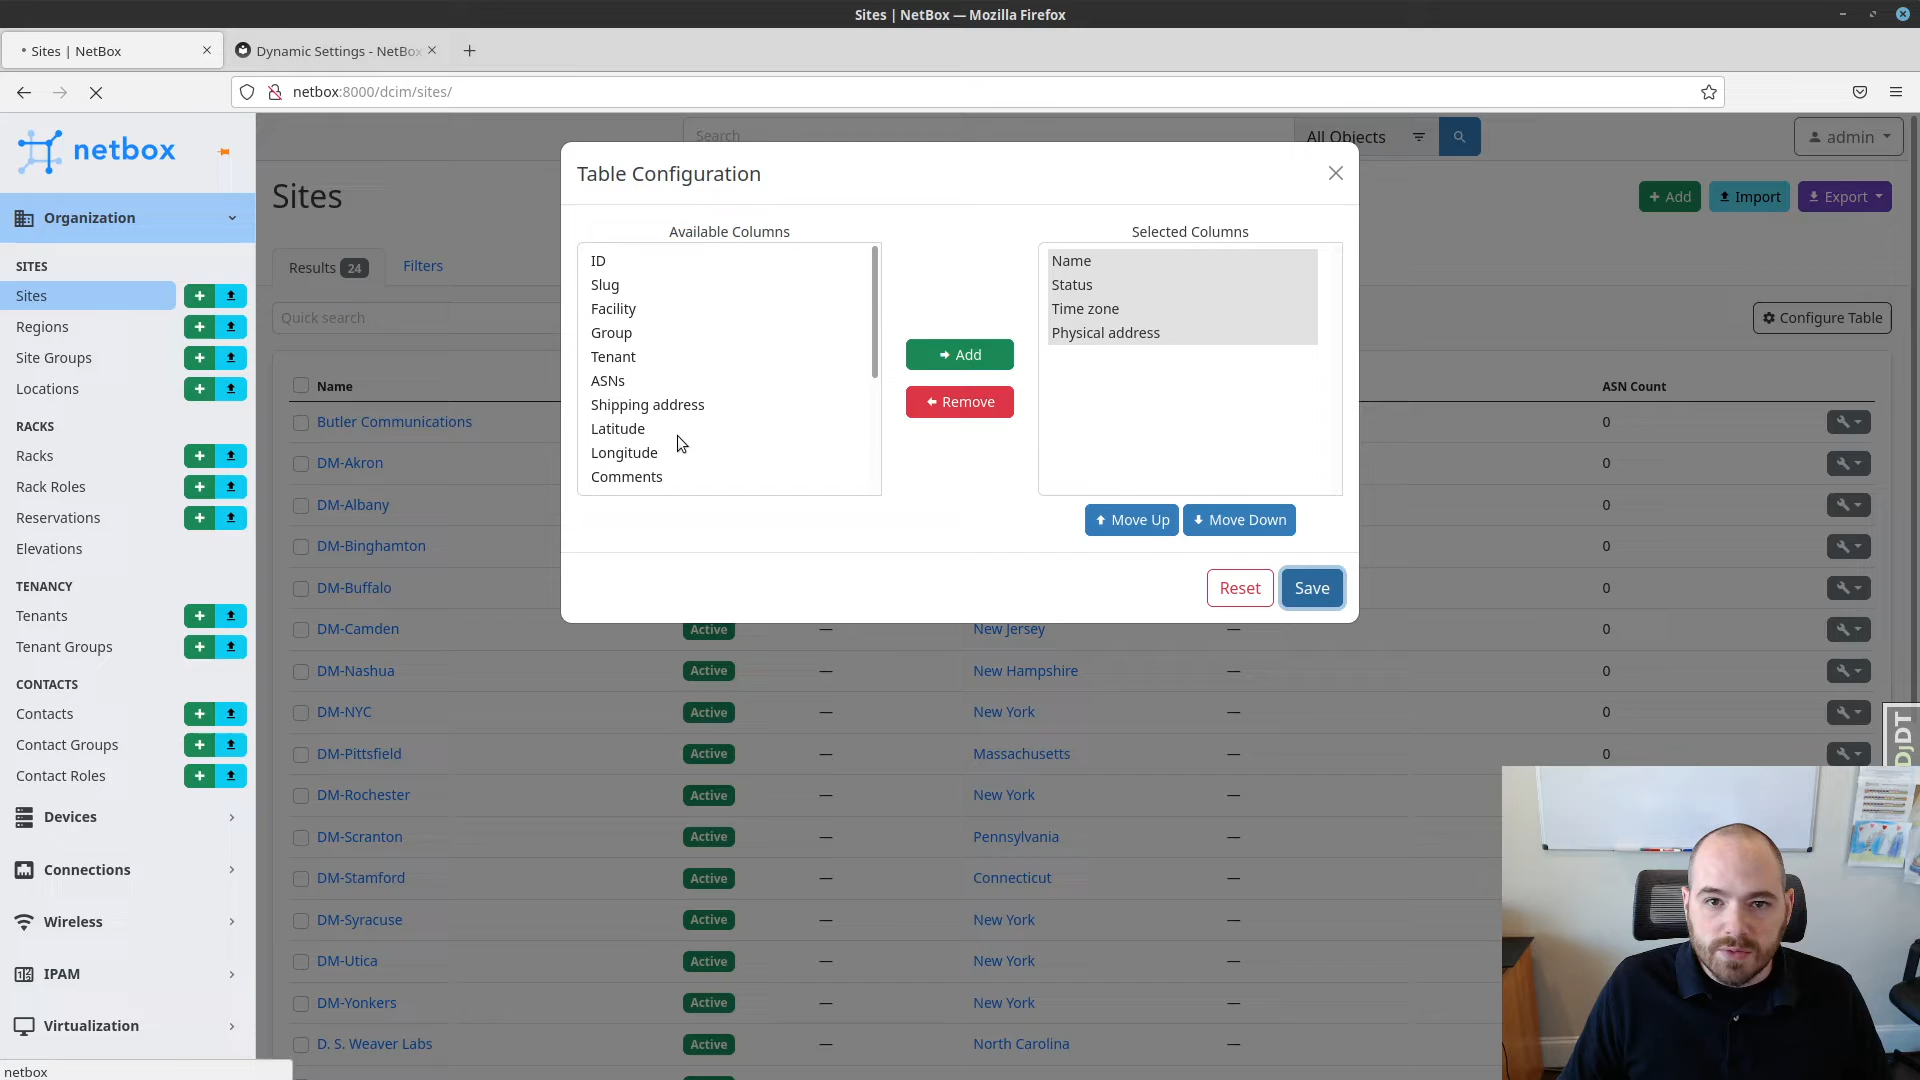 Sites | NetBox — Mozilla Firefox
Sites | NetBox
Dynamic Settings - NetBox
netbox:8000/dcim/sites/
netbox
Search
All Objects
admin
Table Configuration
Sites
Add
Import
Export
Organization
Available Columns
Selected Columns
SITES
Sites
Regions
Site Groups
Locations
Results 24
Filters
Quick search
Configure Table
ID
Slug
Facility
Group
Tenant
ASNs
Shipping address
Latitude
Longitude
Comments
Add
Remove
Name
Status
Time zone
Physical address
Move Up
Move Down
Reset
Save
RACKS
Racks
Rack Roles
Reservations
Elevations
TENANCY
Tenants
Tenant Groups
CONTACTS
Contacts
Contact Groups
Contact Roles
Devices
Connections
Wireless
IPAM
Virtualization
Name
ASN Count
Butler Communications 0
DM-Akron 0
DM-Albany 0
DM-Binghamton 0
DM-Buffalo 0
DM-Camden Active — New Jersey — 0
DM-Nashua Active — New Hampshire — 0
DM-NYC Active — New York — 0
DM-Pittsfield Active — Massachusetts — 0
DM-Rochester Active — New York —
DM-Scranton Active — Pennsylvania —
DM-Stamford Active — Connecticut —
DM-Syracuse Active — New York —
DM-Utica Active — New York —
DM-Yonkers Active — New York —
D. S. Weaver Labs Active — North Carolina —
DjDT
netbox